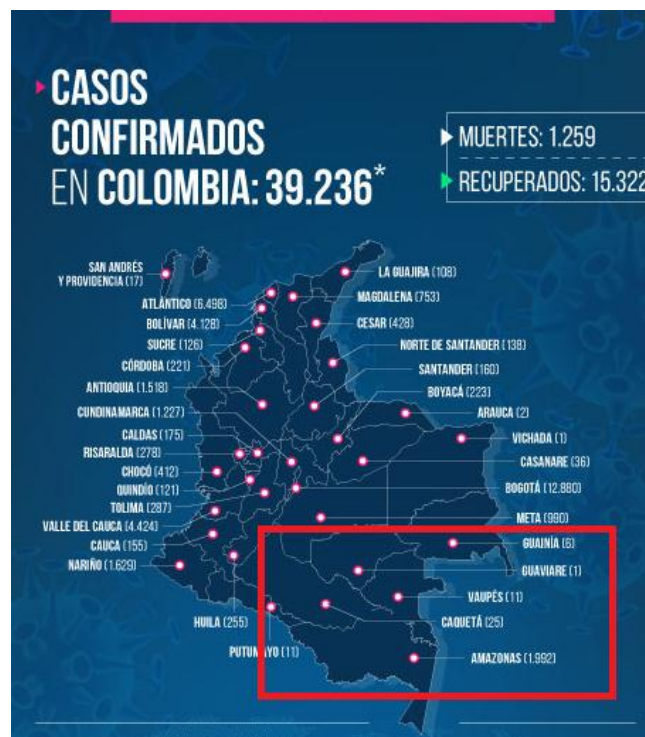 CASOS
CONFIRMADOS
EN COLOMBIA: 39.236*
MUERTES: 1.259
RECUPERADOS: 15.322
SAN ANDRÉS
Y PROVIDENCIA (17)
ATLÁNTICO (6.498)
BOLÍVAR (4.128)
SUCRE (126)
CÓRDOBA (221)
ANTIOQUIA (1.518)
CUNDINAMARCA (1.227)
CALDAS (175)
RISARALDA (278)
CHOCÓ (412)
QUINDÍO (121)
TOLIMA (287)
VALLE DEL CAUCA (4.424)
CAUCA (155)
NARIÑO (1.629)
HUILA (255)
PUTUMAYO (11)
LA GUAJIRA (108)
MAGDALENA (753)
CESAR (428)
NORTE DE SANTANDER (138)
SANTANDER (160)
BOYACÁ (223)
ARAUCA (2)
VICHADA (1)
CASANARE (36)
BOGOTÁ (12.880)
META (990)
GUAINÍA (6)
GUAVIARE (1)
VAUPÉS (11)
CAQUETÁ (25)
AMAZONAS (1.992)